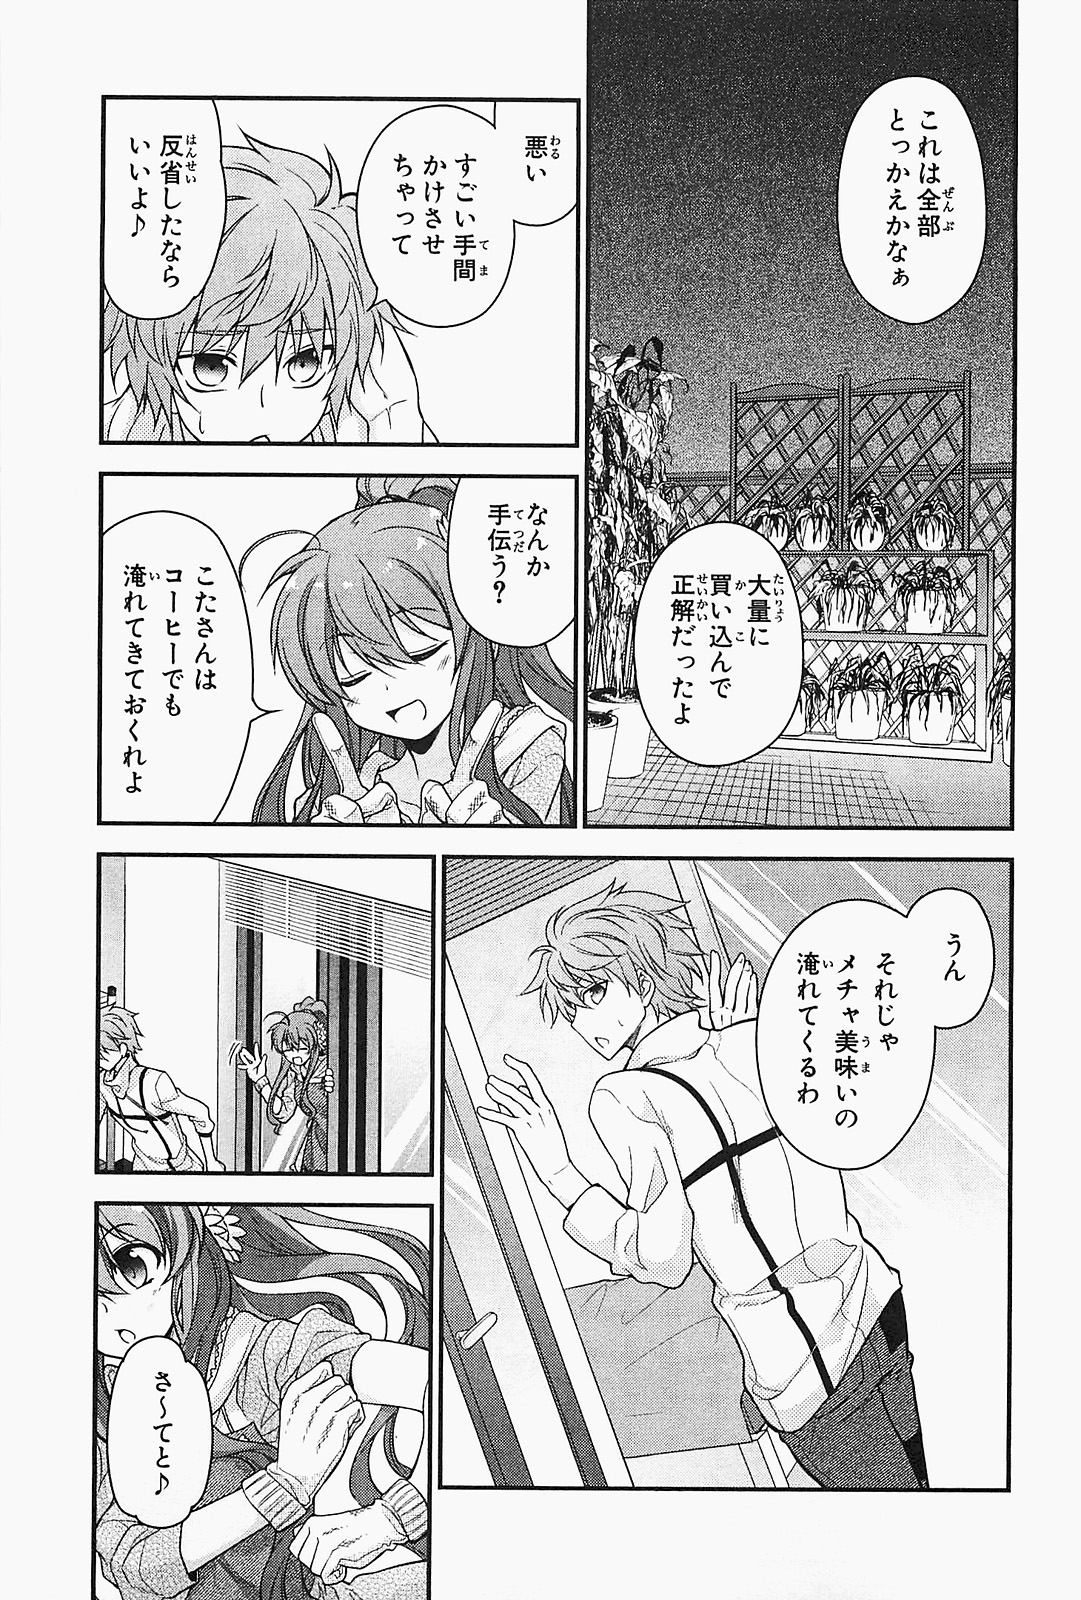 これは全部
とっかえかなぁ
大量に
買い込んで
正解だったよ
悪い
すごい手間
かけさせ
ちゃって
反省したなら
いいよ♪
なんか
手伝う?
こたさんは
コーヒーでも
淹れてきておくれよ
うん
それじゃ
メチャ美味いの
淹れてくるわ
さ〜てと♪